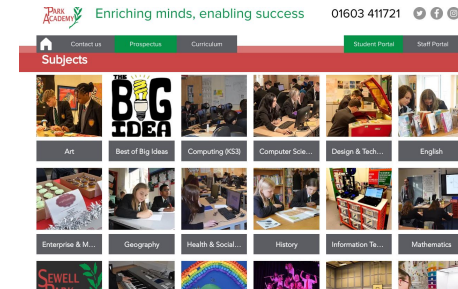 PARK
ACADEMY
Enriching minds, enabling success
01603 411721
Contact us
Prospectus
Curriculum
Student Portal
Staff Portal
Subjects
THE
BIG
IDEA
Art
Best of Big Ideas
Computing (KS3)
Computer Scie...
Design & Tech...
English
Enterprise & M...
Geography
Health & Social...
History
Information Te...
Mathematics
SEWELL
PARK